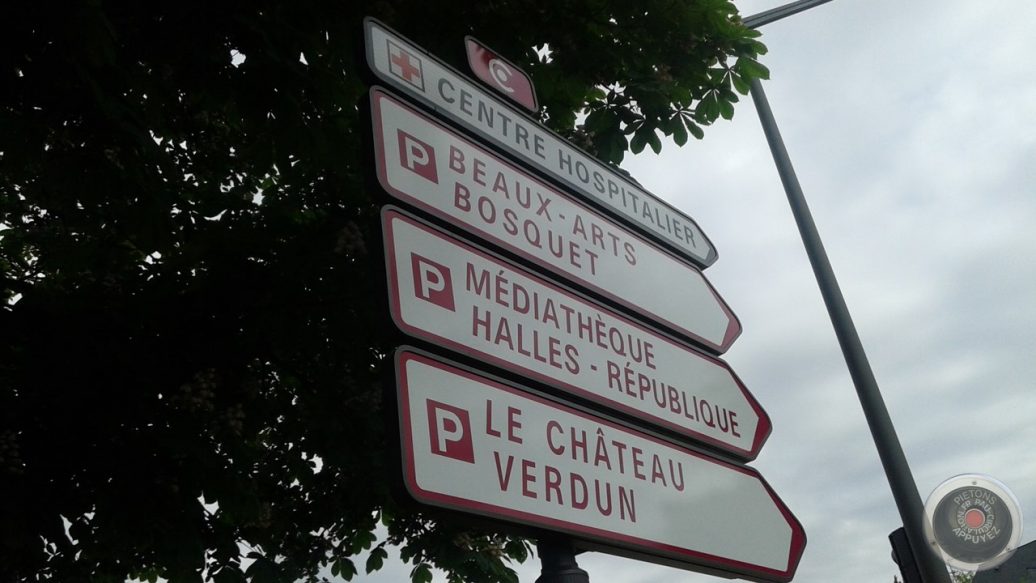 C
CENTRE HOSPITALIER
P
BEAUX-ARTS
BOSQUET
P
MÉDIATHÈQUE
HALLES - RÉPUBLIQUE
P
LE CHÂTEAU
VERDUN
PIETONS
APPUYEZ